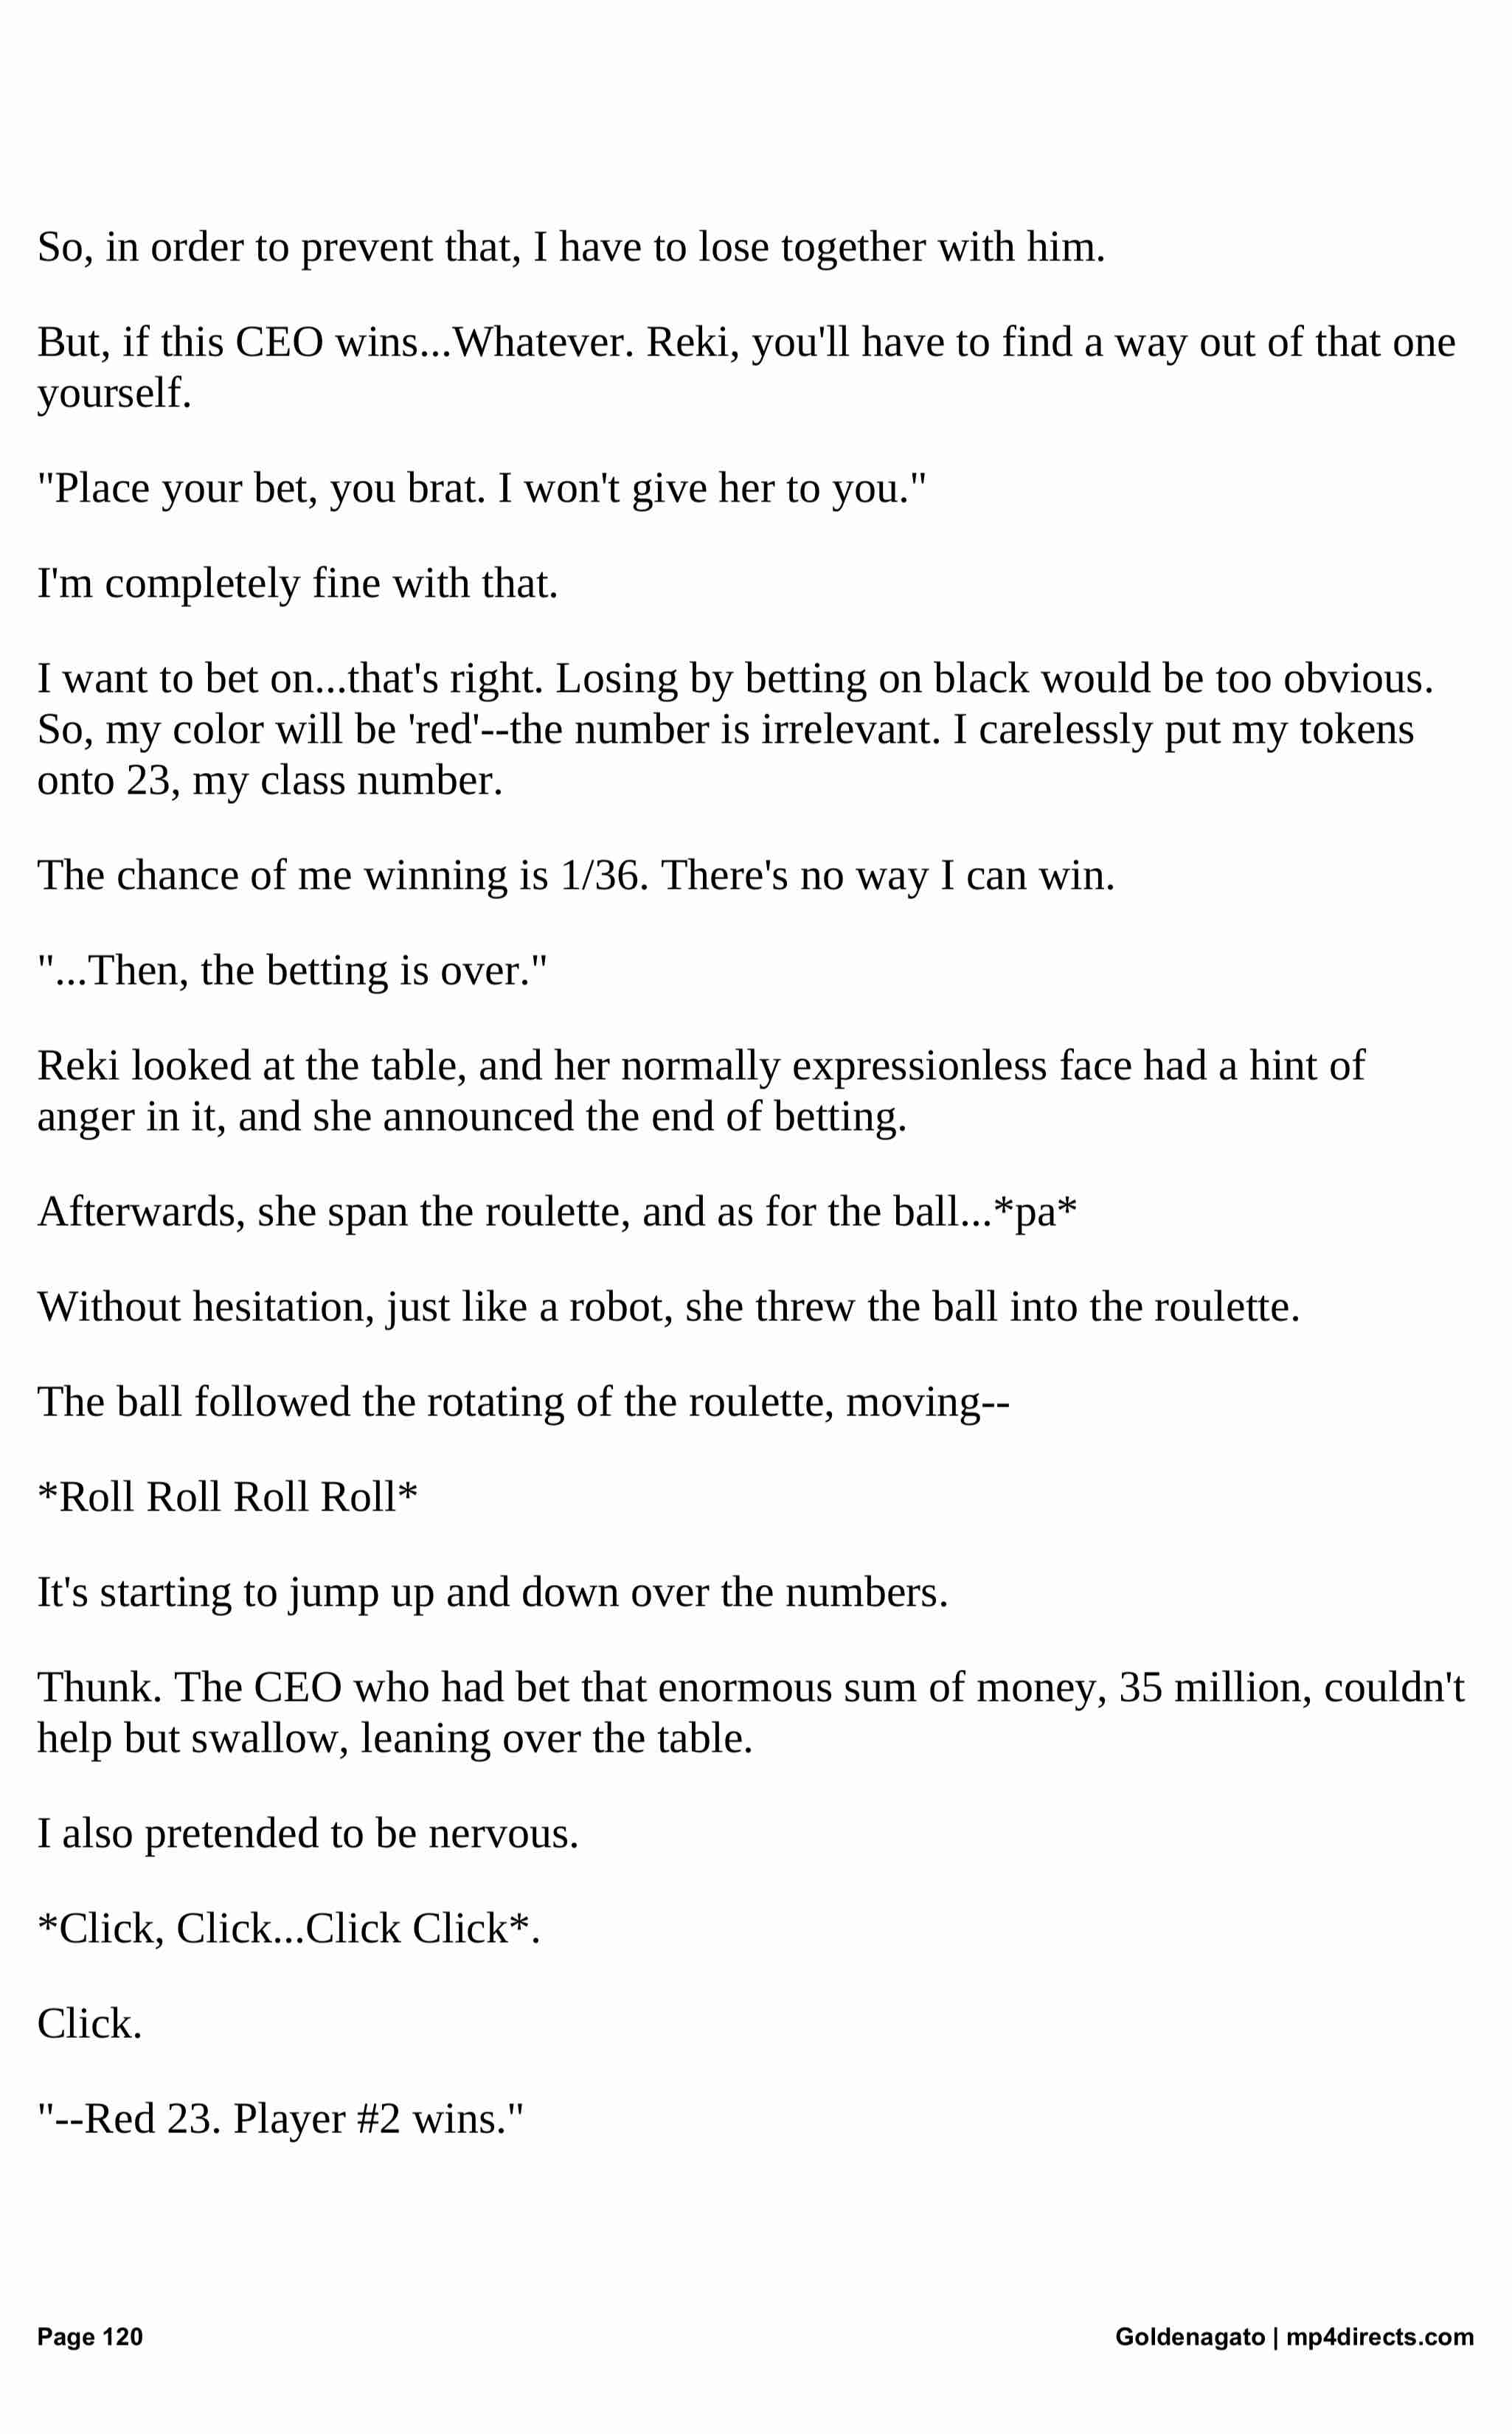 So, in order to prevent that, I have to lose together with him.
But, if this CEO wins...Whatever. Reki, you'll have to find a way out of that one
yourself.
"Place your bet, you brat. I won't give her to you."
I'm completely fine with that.
I want to bet on...that's right. Losing by betting on black would be too obvious.
So, my color will be 'red'--the number is irrelevant. I carelessly put my tokens
onto 23, my class number.
The chance of me winning is 1/36. There's no way I can win.
"...Then, the betting is over."
Reki looked at the table, and her normally expressionless face had a hint of
anger in it, and she announced the end of betting.
Afterwards, she span the roulette, and as for the ball...*pa*
Without hesitation, just like a robot, she threw the ball into the roulette.
The ball followed the rotating of the roulette, moving--
*Roll Roll Roll Roll*
It's starting to jump up and down over the numbers.
Thunk. The CEO who had bet that enormous sum of money, 35 million, couldn't
help but swallow, leaning over the table.
I also pretended to be nervous.
*Click, Click...Click Click*.
Click.
"--Red 23. Player #2 wins."
Page 120
Goldenagato | mp4directs.com